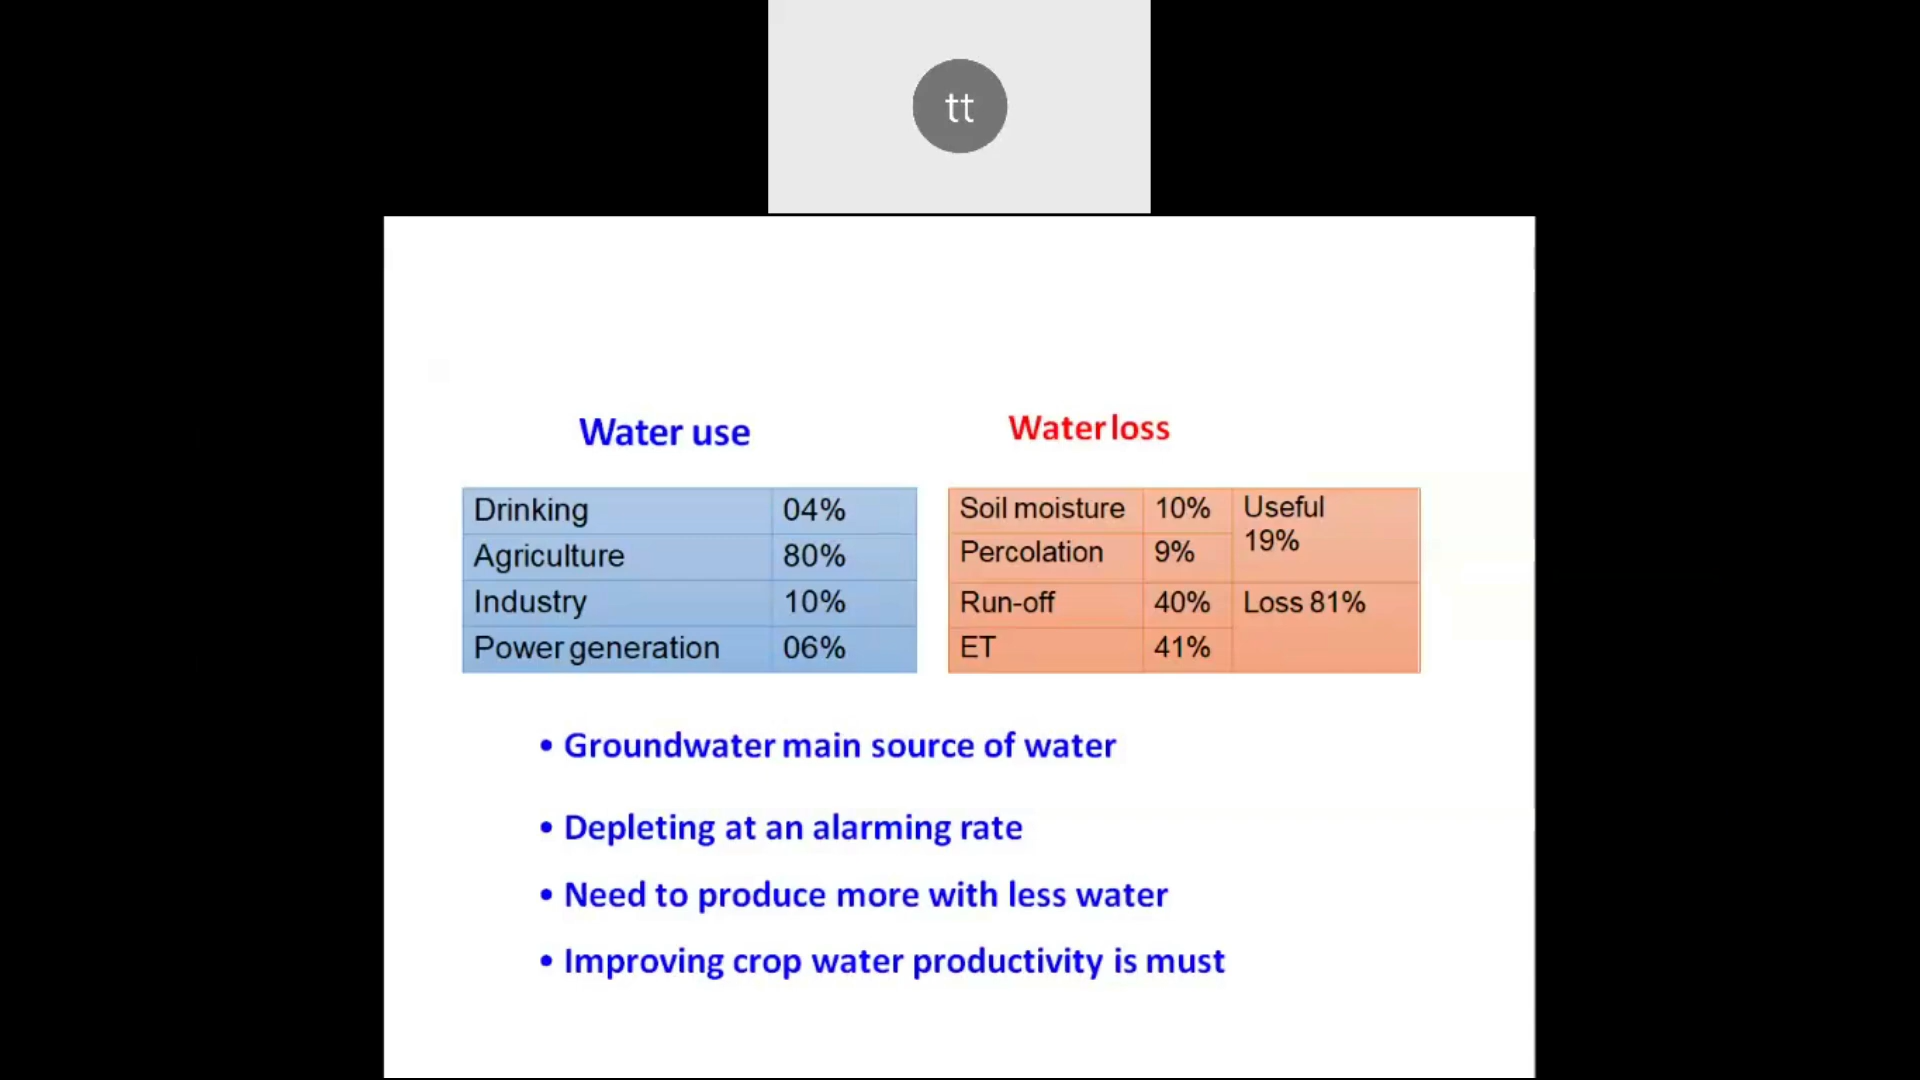 tt
Water use
Drinking 04%
Agriculture 80%
Industry 10%
Power generation 06%
Water loss
Soil moisture 10% Useful 19%
Percolation 9%
Run-off 40% Loss 81%
ET 41%
• Groundwater main source of water
• Depleting at an alarming rate
• Need to produce more with less water
• Improving crop water productivity is must